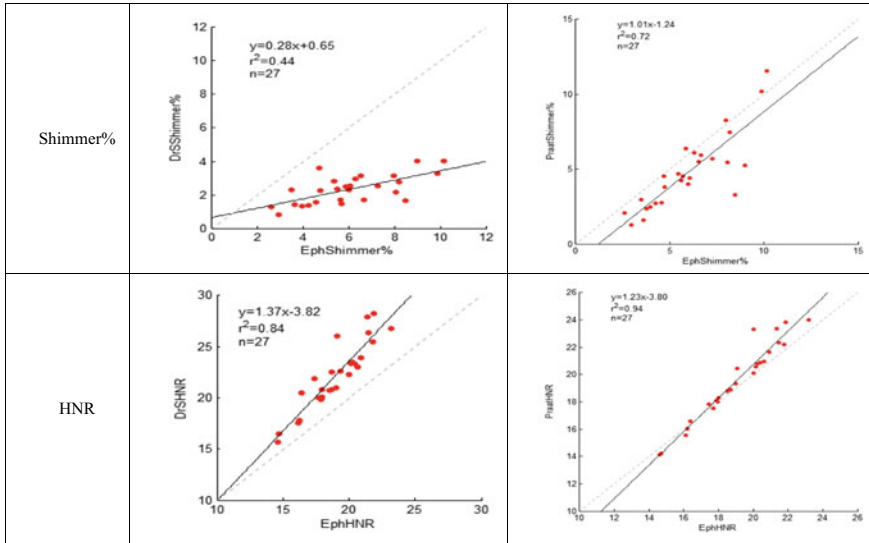 Shimmer%
12
10
8
6
4
2
0
0 2 4 6 8 10 12
DrSShimmer%
EphShimmer%
y=0.28x+0.65
r²=0.44
n=27
15
10
5
0
0 5 10 15
PraatShimmer%
EphShimmer%
y=1.01x-1.24
r²=0.72
n=27
HNR
30
25
20
15
10
10 15 20 25 30
DrSHNR
EphHNR
y=1.37x-3.82
r²=0.84
n=27
26
24
22
20
18
16
14
12
10
10 12 14 16 18 20 22 24 26
PraatHNR
EphHNR
y=1.23x-3.80
r²=0.94
n=27